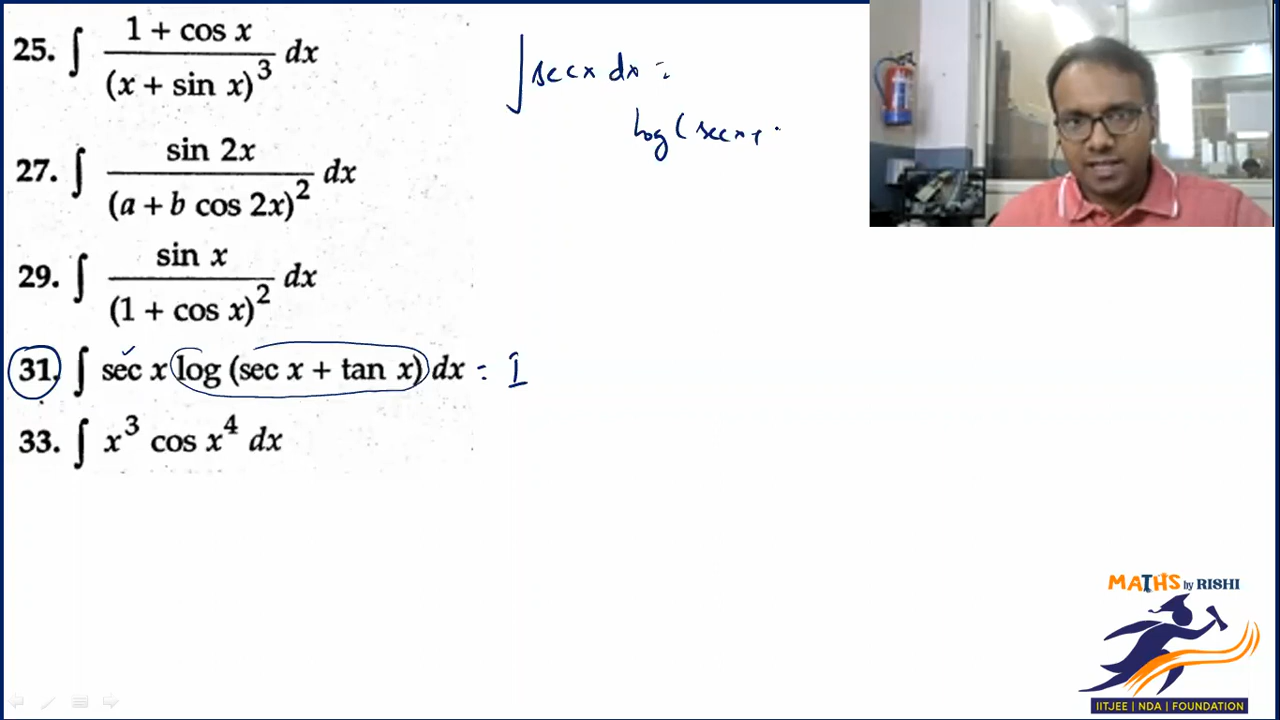 25. ∫ (1 + cos x)/(x + sin x)³ dx
27. ∫ sin 2x/(a + b cos 2x)² dx
29. ∫ sin x/(1 + cos x)² dx
31. ∫ sec x log (sec x + tan x) dx = I
33. ∫ x³ cos x⁴ dx
∫ sec x dx =
log ( sec x +
MATHS by RISHI
IITJEE | NDA | FOUNDATION